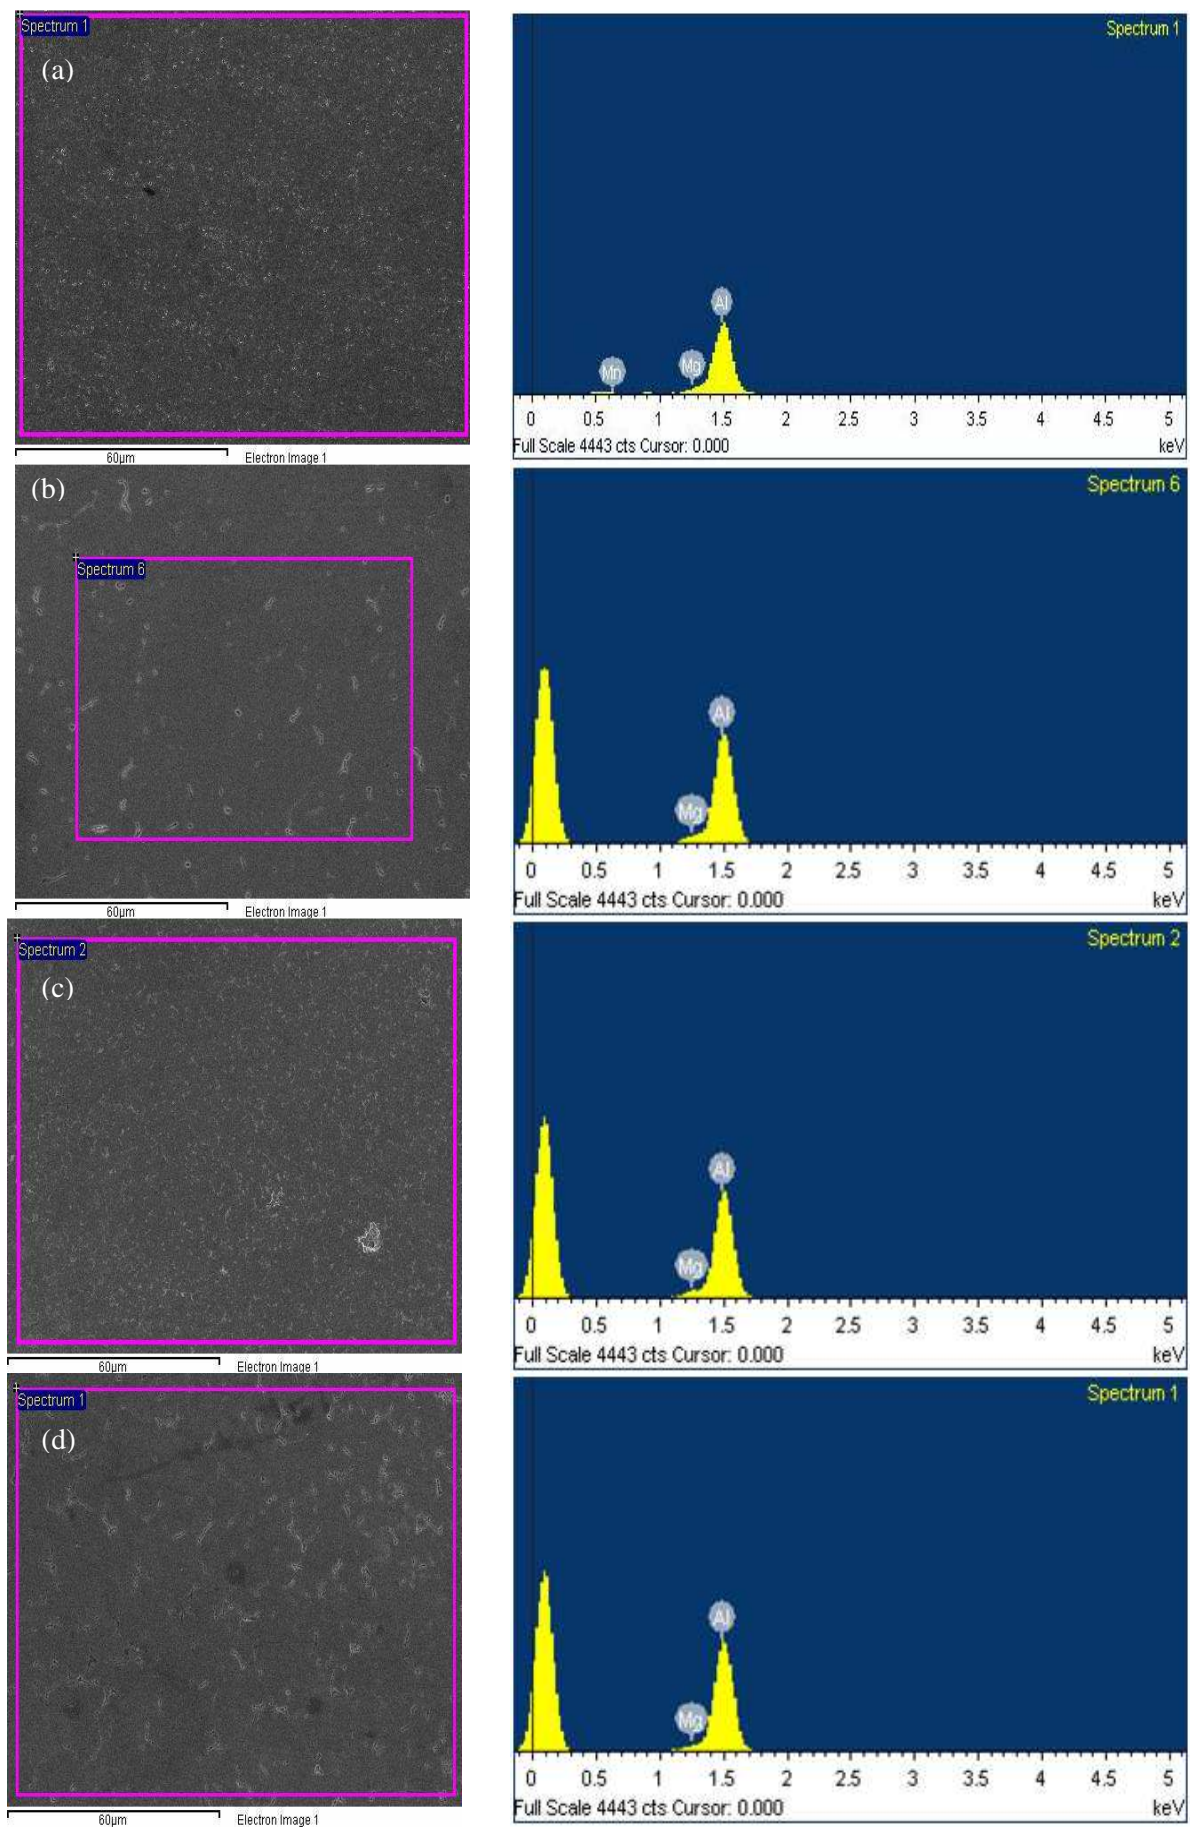 Spectrum 1
(a)
60µm Electron Image 1
Spectrum 1
Al
Mn Mg
0 0.5 1 1.5 2 2.5 3 3.5 4 4.5 5
Full Scale 4443 cts Cursor: 0.000 keV
(b)
Spectrum 6
60µm Electron Image 1
Spectrum 6
Al
Mg
0 0.5 1 1.5 2 2.5 3 3.5 4 4.5 5
Full Scale 4443 cts Cursor: 0.000 keV
Spectrum 2
(c)
60µm Electron Image 1
Spectrum 2
Al
Mg
0 0.5 1 1.5 2 2.5 3 3.5 4 4.5 5
Full Scale 4443 cts Cursor: 0.000 keV
Spectrum 1
(d)
60µm Electron Image 1
Spectrum 1
Al
Mg
0 0.5 1 1.5 2 2.5 3 3.5 4 4.5 5
Full Scale 4443 cts Cursor: 0.000 keV